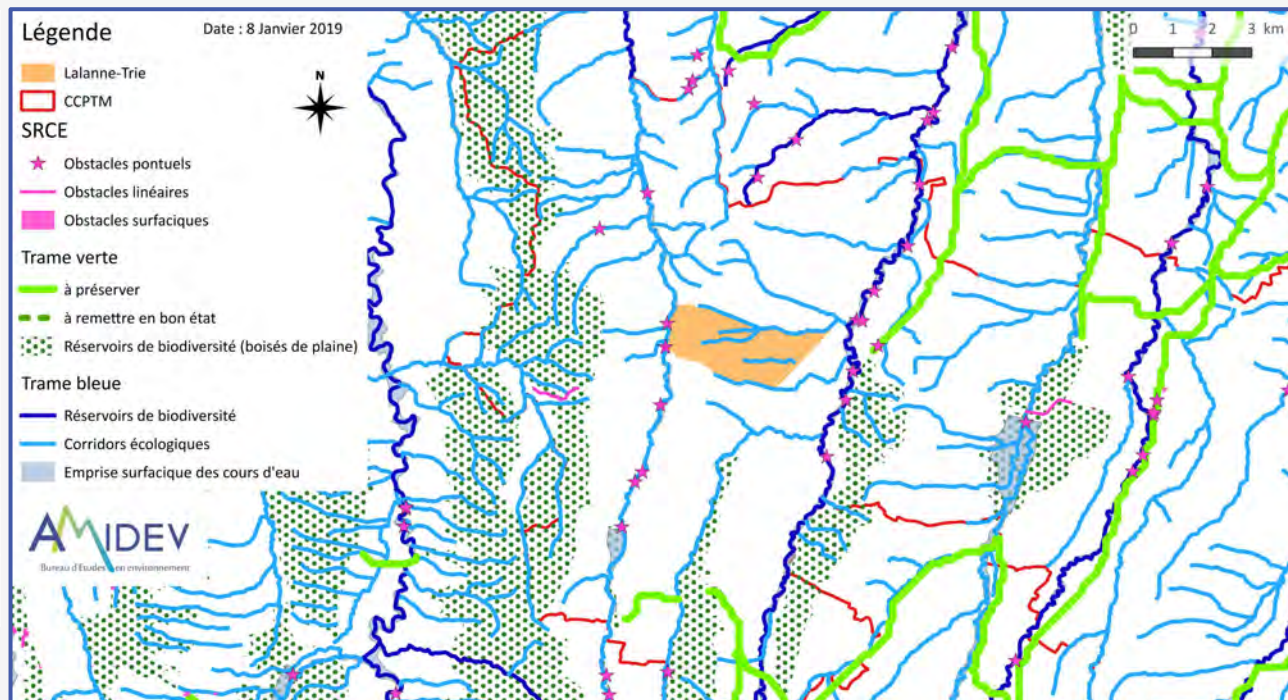 Légende
Date : 8 Janvier 2019
N
0 1 2 3 km
Lalanne-Trie
CCPTM
SRCE
Obstacles pontuels
Obstacles linéaires
Obstacles surfaciques
Trame verte
à préserver
à remettre en bon état
Réservoirs de biodiversité (boisés de plaine)
Trame bleue
Réservoirs de biodiversité
Corridors écologiques
Emprise surfacique des cours d'eau
AMIDEV
Bureau d'Etudes en environnement